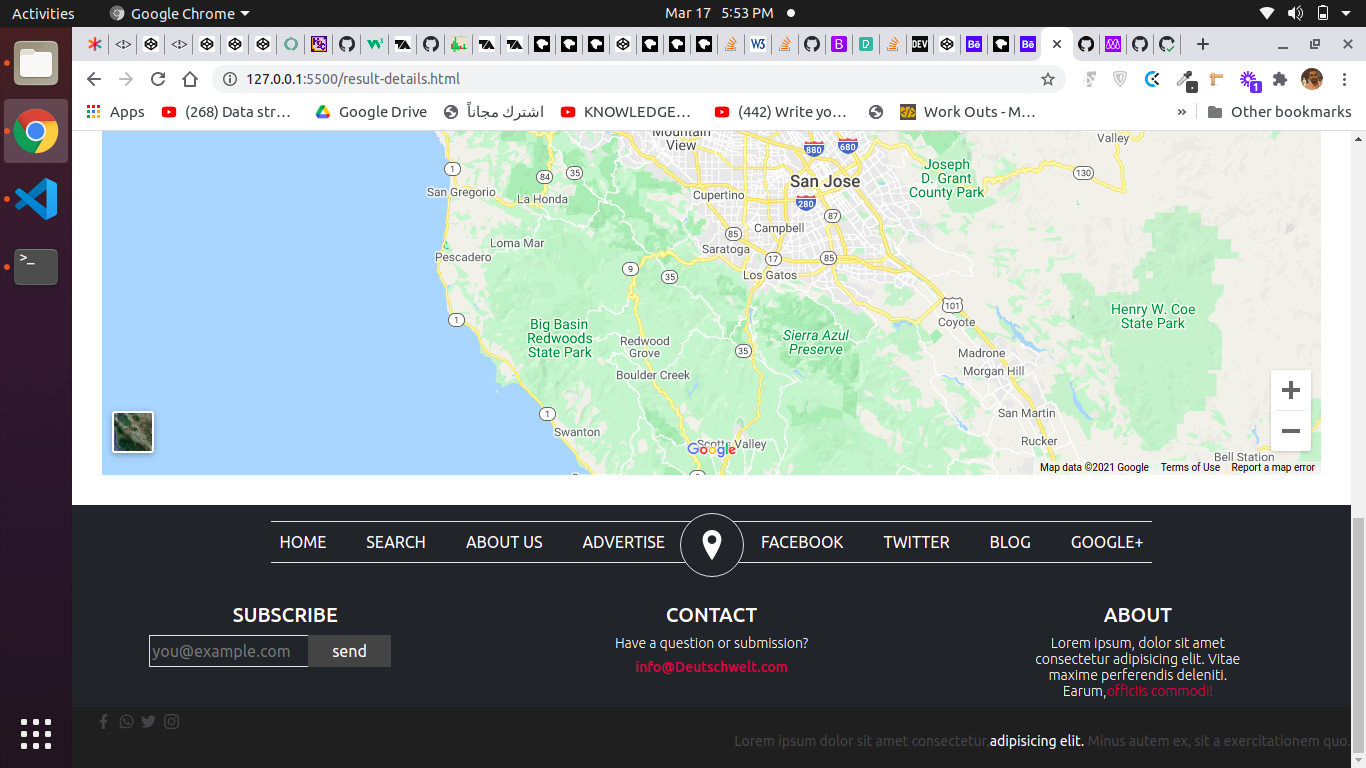 Activities
Google Chrome
Mar 17 5:53 PM
127.0.0.1:5500/result-details.html
Apps
(268) Data str…
Google Drive
اشترك مجاناً
KNOWLEDGE…
(442) Write yo…
Work Outs - M…
»
Other bookmarks
Mountain
View
880
680
Valley
1
84
35
San Jose
Joseph
D. Grant
County Park
130
San Gregorio
La Honda
Cupertino
280
87
Campbell
85
Loma Mar
Saratoga
Pescadero
17
85
9
35
Los Gatos
101
Coyote
1
Henry W. Coe
State Park
Big Basin
Redwoods
State Park
Redwood
Grove
Sierra Azul
Preserve
35
Madrone
Boulder Creek
Morgan Hill
1
San Martin
Swanton
Scotts Valley
Google
Rucker
Bell Station
Map data ©2021 Google
Terms of Use
Report a map error
HOME
SEARCH
ABOUT US
ADVERTISE
FACEBOOK
TWITTER
BLOG
GOOGLE+
SUBSCRIBE
you@example.com
send
CONTACT
Have a question or submission?
info@Deutschwelt.com
ABOUT
Lorem ipsum, dolor sit amet
consectetur adipisicing elit. Vitae
maxime perferendis deleniti.
Earum,officiis commodi!
Lorem ipsum dolor sit amet consectetur,adipisicing elit. Minus autem ex, sit a exercitationem quo.